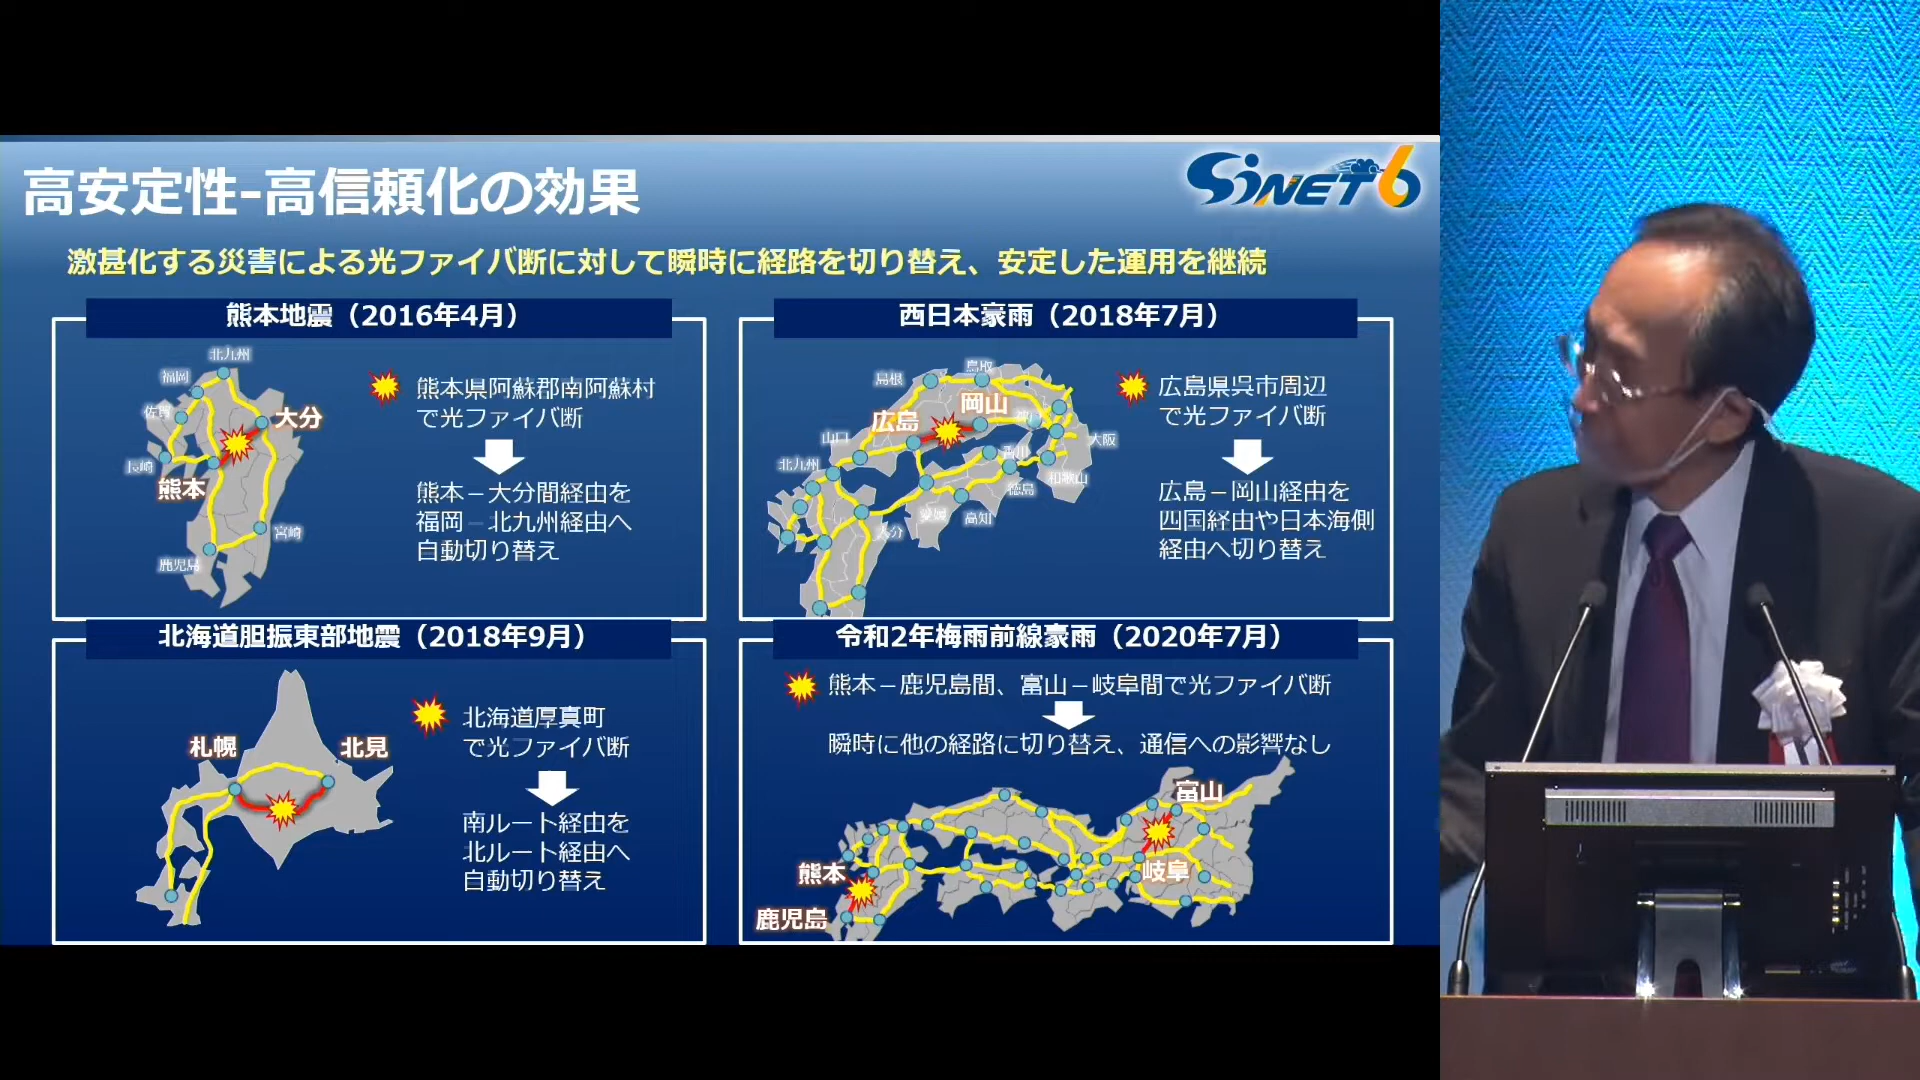 高安定性-高信頼化の効果
SiNET6
激甚化する災害による光ファイバ断に対して瞬時に経路を切り替え、安定した運用を継続
熊本地震（2016年4月）
北九州
福岡
佐賀
大分
長崎
熊本
宮崎
鹿児島
熊本県阿蘇郡南阿蘇村
で光ファイバ断
熊本－大分間経由を
福岡－北九州経由へ
自動切り替え
西日本豪雨（2018年7月）
鳥取
島根
岡山
広島
山口
大阪
北九州
香川
和歌山
徳島
愛媛
高知
大分
広島県呉市周辺
で光ファイバ断
広島－岡山経由を
四国経由や日本海側
経由へ切り替え
北海道胆振東部地震（2018年9月）
札幌
北見
北海道厚真町
で光ファイバ断
南ルート経由を
北ルート経由へ
自動切り替え
令和2年梅雨前線豪雨（2020年7月）
熊本－鹿児島間、富山－岐阜間で光ファイバ断
瞬時に他の経路に切り替え、通信への影響なし
富山
岐阜
熊本
鹿児島